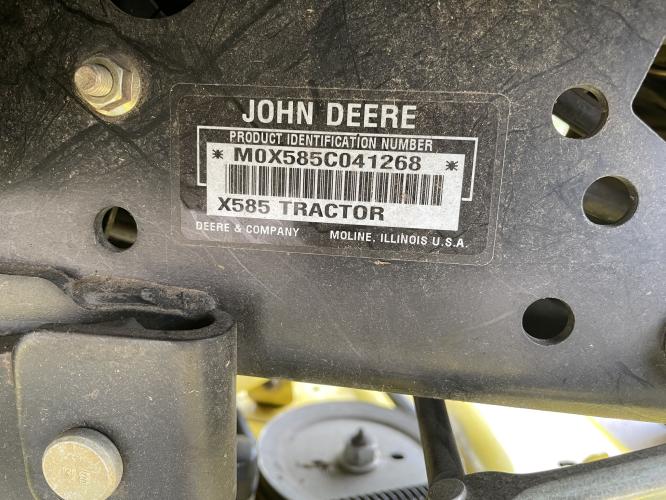 JOHN DEERE
PRODUCT IDENTIFICATION NUMBER
* M0X585C041268 *
X585 TRACTOR
DEERE & COMPANY MOLINE, ILLINOIS U.S.A.